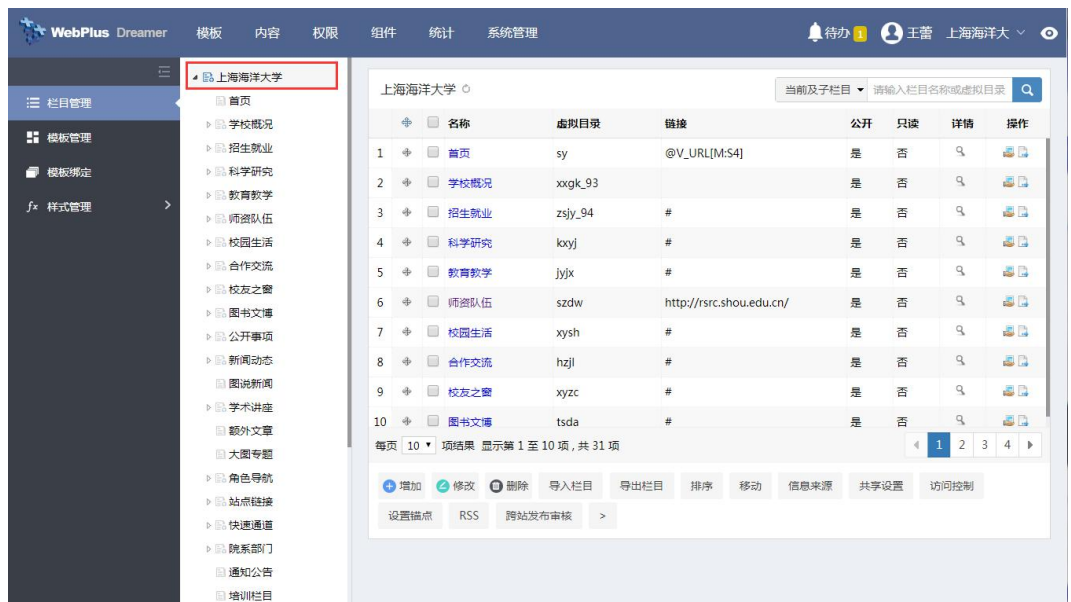 WebPlus Dreamer 模板 内容 权限 组件 统计 系统管理 待办 1 王蕾 上海海洋大
栏目管理
模板管理
模板绑定
fx 样式管理 >
上海海洋大学
首页
学校概况
招生就业
科学研究
教育教学
师资队伍
校园生活
合作交流
校友之窗
图书文博
公开事项
新闻动态
图说新闻
学术讲座
额外文章
大图专题
角色导航
站点链接
快速通道
院系部门
通知公告
培训栏目
上海海洋大学 当前及子栏目 请输入栏目名称或虚拟目录
名称 虚拟目录 链接 公开 只读 详情 操作
1 首页 sy @V_URL[M:S4] 是 否
2 学校概况 xxgk_93 是 否
3 招生就业 zsjy_94 # 是 否
4 科学研究 kxyj # 是 否
5 教育教学 jyjx # 是 否
6 师资队伍 szdw http://rsrc.shou.edu.cn/ 是 否
7 校园生活 xysh # 是 否
8 合作交流 hzjl # 是 否
9 校友之窗 xyzc # 是 否
10 图书文博 tsda # 是 否
每页 10 项结果 显示第 1 至 10 项 , 共 31 项 1 2 3 4
增加 修改 删除 导入栏目 导出栏目 排序 移动 信息来源 共享设置 访问控制
设置锚点 RSS 跨站发布审核 >